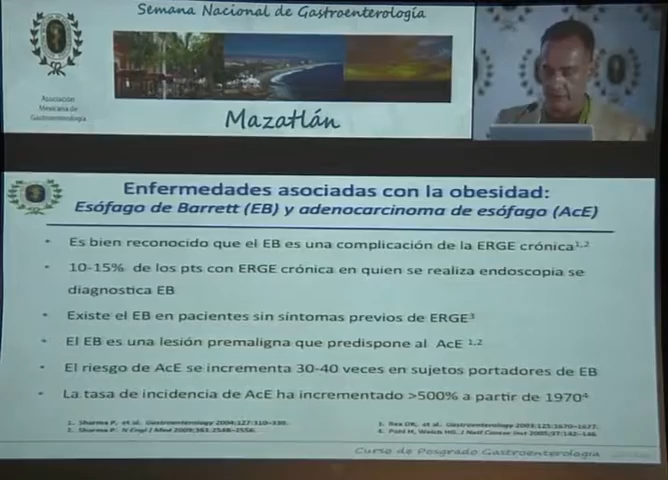 Semana Nacional de Gastroenterología
Asociación
Mexicana de
Gastroenterología
Mazatlán
Enfermedades asociadas con la obesidad:
Esófago de Barrett (EB) y adenocarcinoma de esófago (AcE)
• Es bien reconocido que el EB es una complicación de la ERGE crónica1,2
• 10-15% de los pts con ERGE crónica en quien se realiza endoscopia se
diagnostica EB
• Existe el EB en pacientes sin síntomas previos de ERGE3
• El EB es una lesión premaligna que predispone al AcE 1,2
• El riesgo de AcE se incrementa 30-40 veces en sujetos portadores de EB
• La tasa de incidencia de AcE ha incrementado >500% a partir de 19704
1. Sharma P, et al. Gastroenterology 2004;127:310-330.
2. Sharma P. N Engl J Med 2009;361:2548-2556.
3. Rex DK, et al. Gastroenterology 2003;125:1670-1677.
4. Pohl H, Welch HG. J Natl Cancer Inst 2005;97:142-146
Curso de Posgrado Gastroenterología